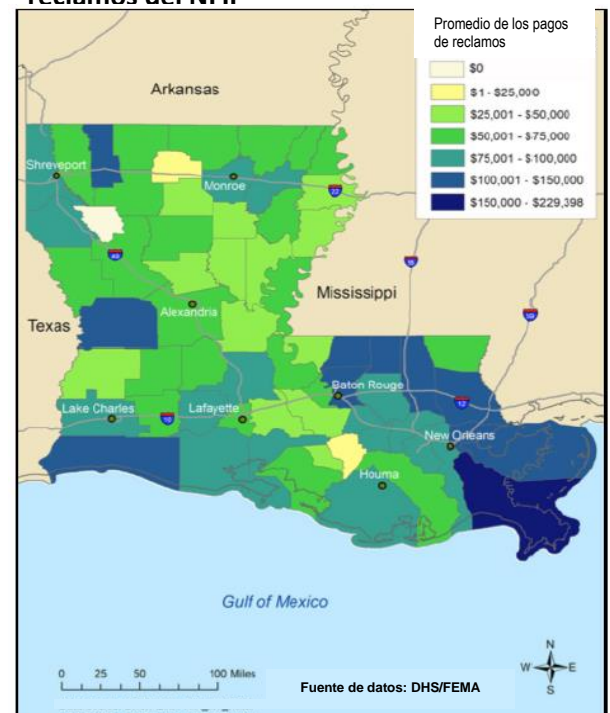 reclamos del NFIP
Promedio de los pagos
de reclamos
$0
$1 - $25,000
$25,001 - $50,000
$50,001 - $75,000
$75,001 - $100,000
$100,001 - $150,000
$150,000 - $229,398
Arkansas
Shreveport
Monroe
Mississippi
Alexandria
Texas
Baton Rouge
Lake Charles
Lafayette
New Orleans
Houma
Gulf of Mexico
N
W
E
S
0 25 50 100 Miles
Fuente de datos: DHS/FEMA